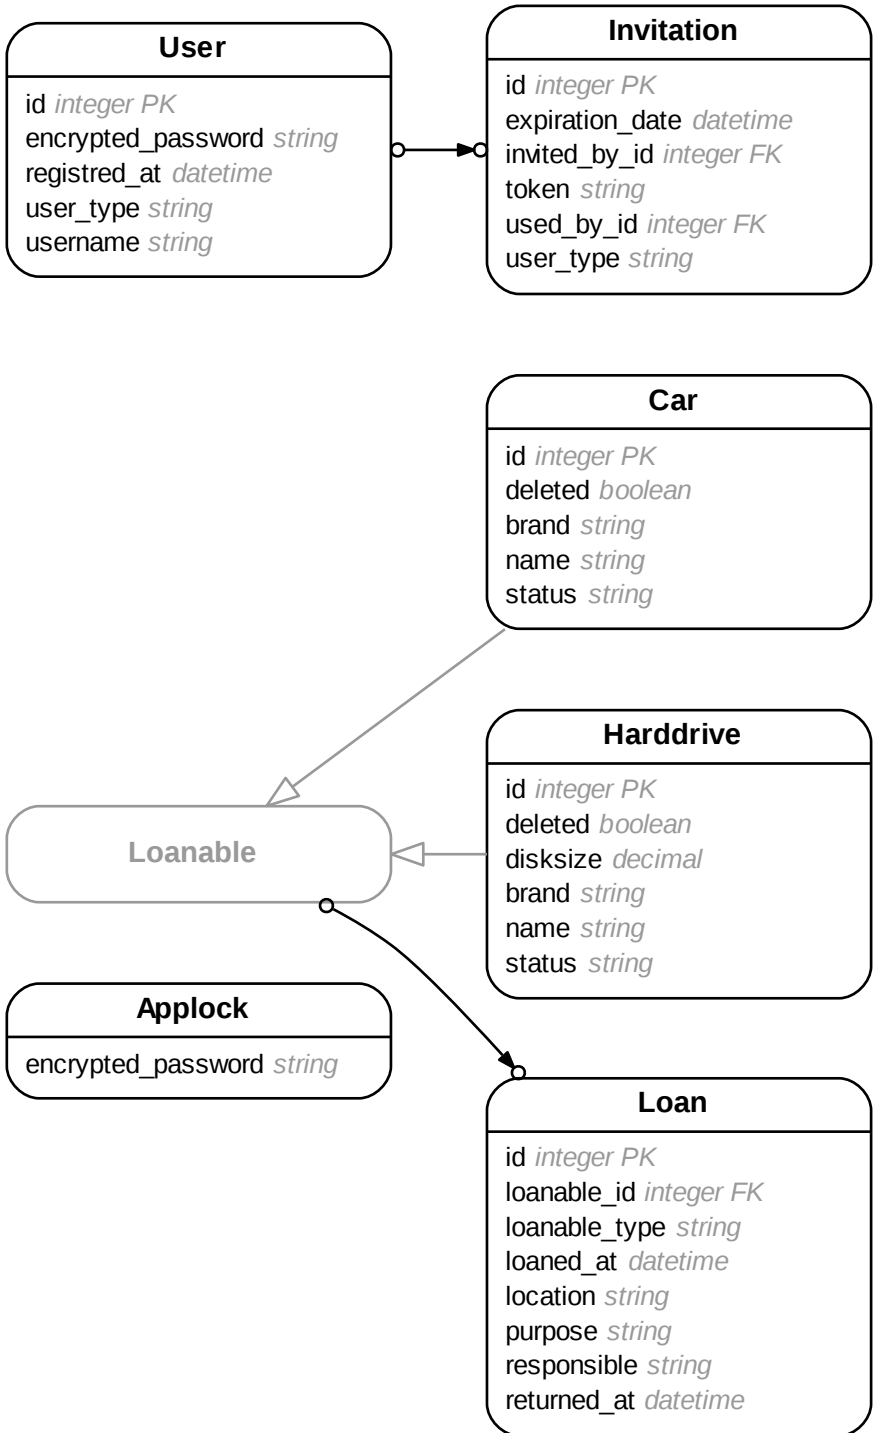 User
id integer PK
encrypted_password string
registred_at datetime
user_type string
username string
Invitation
id integer PK
expiration_date datetime
invited_by_id integer FK
token string
used_by_id integer FK
user_type string
Car
id integer PK
deleted boolean
brand string
name string
status string
Harddrive
id integer PK
deleted boolean
disksize decimal
brand string
name string
status string
Loanable
Applock
encrypted_password string
Loan
id integer PK
loanable_id integer FK
loanable_type string
loaned_at datetime
location string
purpose string
responsible string
returned_at datetime